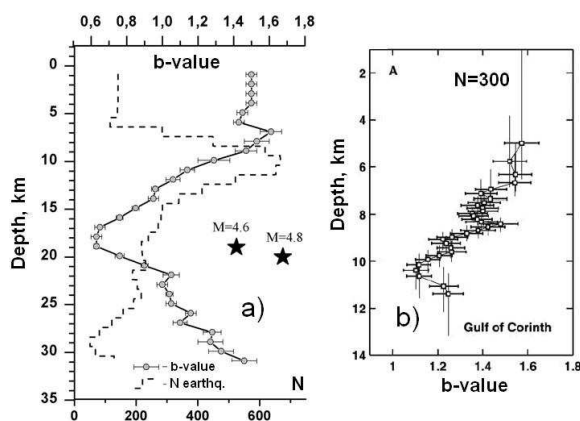 0,6 0,8 1,0 1,2 1,4 1,6 1,8
b-value
0
5
10
15
20
25
30
35
Depth, km
M=4.6
M=4.8
a)
b-value
N earthq.
N
0 200 400 600
A
N=300
2
4
6
8
10
12
14
Depth, km
b)
Gulf of Corinth
1 1.2 1.4 1.6 1.8
b-value